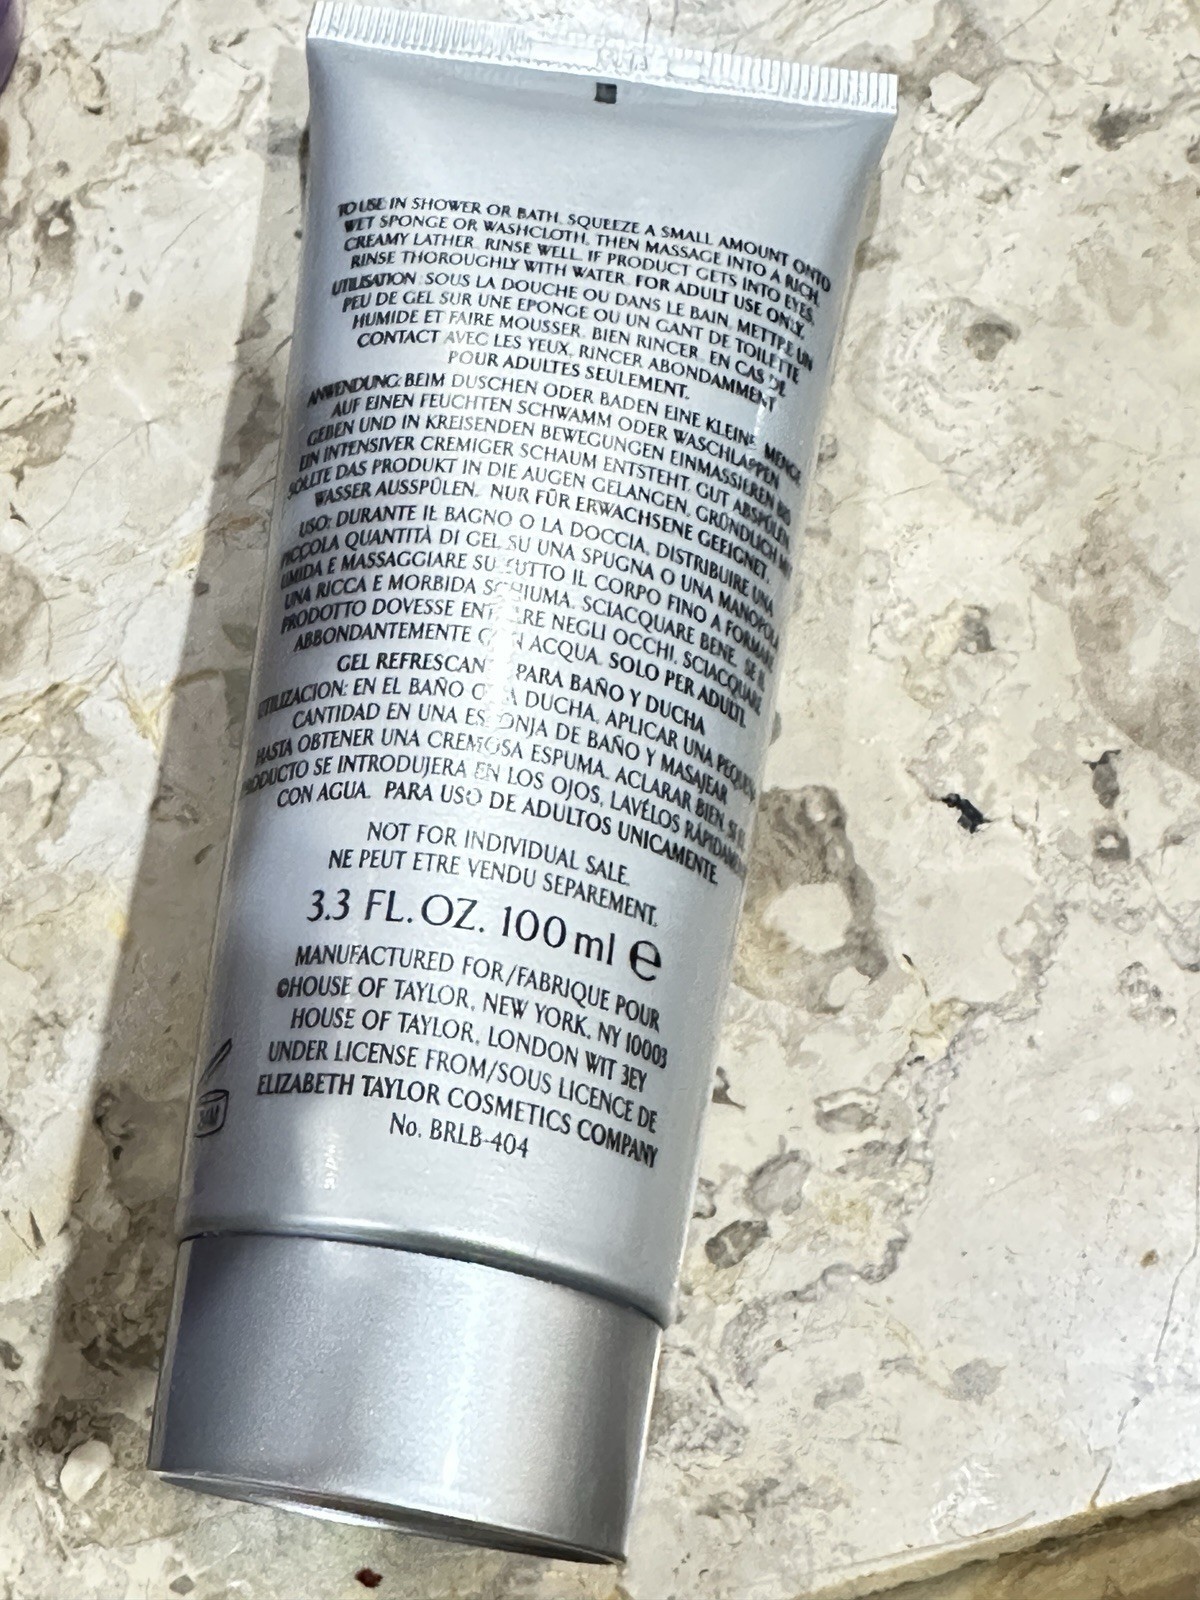 TO USE: IN SHOWER OR BATH, SQUEEZE A SMALL AMOUNT ONTO
WET SPONGE OR WASHCLOTH, THEN MASSAGE INTO A RICH,
CREAMY LATHER. RINSE WELL. IF PRODUCT GETS INTO EYES,
RINSE THOROUGHLY WITH WATER. FOR ADULT USE ONLY.
UTILISATION: SOUS LA DOUCHE OU DANS LE BAIN, METTRE UN
PEU DE GEL SUR UNE EPONGE OU UN GANT DE TOILETTE
HUMIDE ET FAIRE MOUSSER. BIEN RINCER. EN CAS DE
CONTACT AVEC LES YEUX, RINCER ABONDAMMENT
POUR ADULTES SEULEMENT.
ANWENDUNG: BEIM DUSCHEN ODER BADEN EINE KLEINE MENGE
AUF EINEN FEUCHTEN SCHWAMM ODER WASCHLAPPEN
GEBEN UND IN KREISENDEN BEWEGUNGEN EINMASSIEREN BIS
EIN INTENSIVER CREMIGER SCHAUM ENTSTEHT. GUT ABSPÜLEN
SOLLTE DAS PRODUKT IN DIE AUGEN GELANGEN, GRÜNDLICH MIT
WASSER AUSSPÜLEN. NUR FÜR ERWACHSENE GEEIGNET.
USO: DURANTE IL BAGNO O LA DOCCIA, DISTRIBUIRE UNA
PICCOLA QUANTITÀ DI GEL SU UNA SPUGNA O UNA MANOPOLA
UMIDA E MASSAGGIARE SU TUTTO IL CORPO FINO A FORMARE
UNA RICCA E MORBIDA SCHIUMA. SCIACQUARE BENE. SE IL
PRODOTTO DOVESSE ENTRARE NEGLI OCCHI, SCIACQUARE
ABBONDANTEMENTE CON ACQUA. SOLO PER ADULTI.
GEL REFRESCANTE PARA BAÑO Y DUCHA
UTILIZACION: EN EL BAÑO O LA DUCHA, APLICAR UNA PEQUEÑA
CANTIDAD EN UNA ESPONJA DE BAÑO Y MASAJEAR
HASTA OBTENER UNA CREMOSA ESPUMA. ACLARAR BIEN. SI EL
PRODUCTO SE INTRODUJERA EN LOS OJOS, LAVÉLOS
CON AGUA. PARA USO DE ADULTOS UNICAMENTE.
NOT FOR INDIVIDUAL SALE.
NE PEUT ETRE VENDU SEPAREMENT.
3.3 FL. OZ. 100 ml ℮
MANUFACTURED FOR/FABRIQUE POUR
©HOUSE OF TAYLOR, NEW YORK, NY 10003
HOUSE OF TAYLOR, LONDON W1T 3EY
UNDER LICENSE FROM/SOUS LICENCE DE
ELIZABETH TAYLOR COSMETICS COMPANY
No. BRLB-404